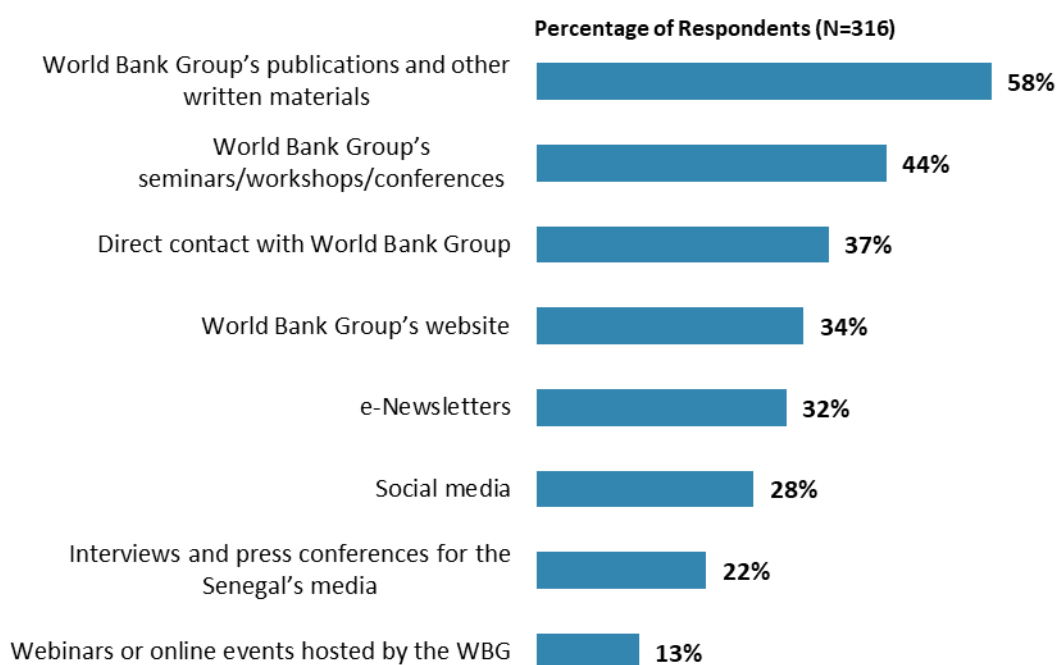 Percentage of Respondents (N=316)
World Bank Group’s publications and other
written materials
58%
World Bank Group’s
seminars/workshops/conferences
44%
Direct contact with World Bank Group
37%
World Bank Group’s website
34%
e-Newsletters
32%
Social media
28%
Interviews and press conferences for the
Senegal’s media
22%
Webinars or online events hosted by the WBG
13%